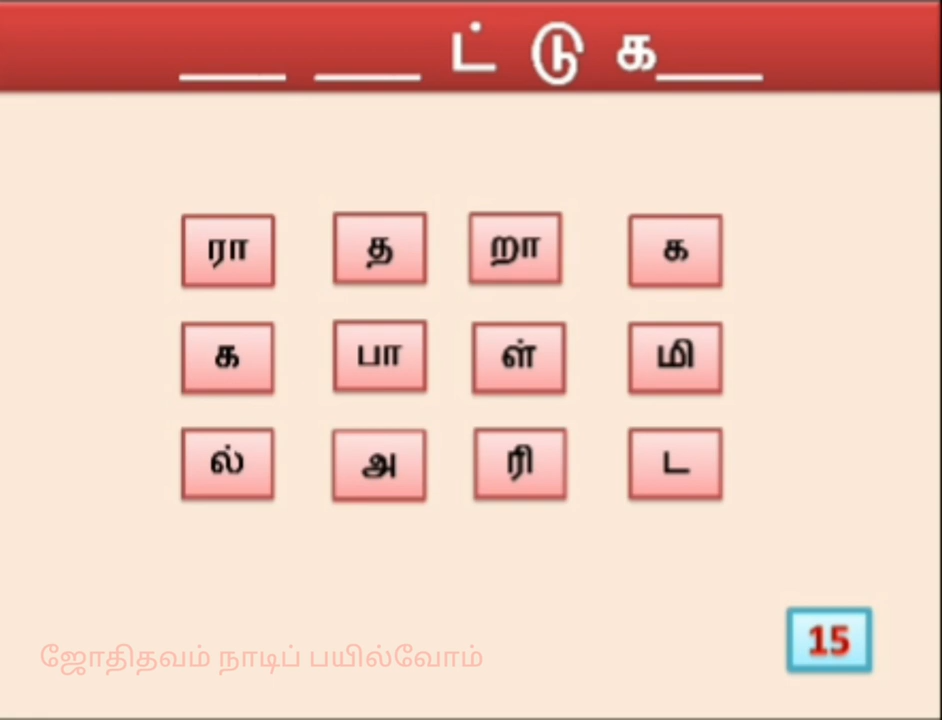 ___ ___ ட் டு க___
ரா த றா க
க பா ள் மி
ல் அ ரி ட
15
ஜோதிதவம் நாடிப் பயில்வோம்